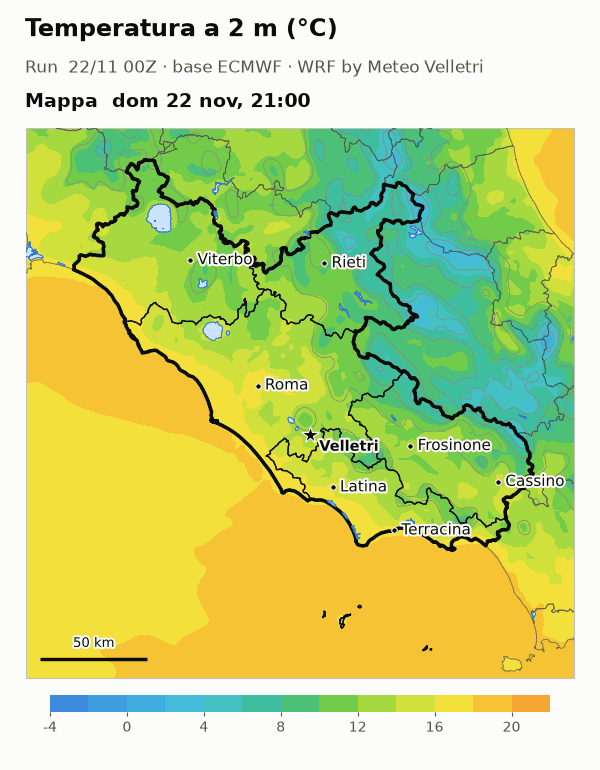 Temperatura a 2 m (°C)
Run  22/11 00Z · base ECMWF · WRF by Meteo Velletri
Mappa  dom 22 nov, 21:00
Viterbo
Rieti
Roma
Velletri
Frosinone
Cassino
Latina
Terracina
50 km
-4 0 4 8 12 16 20